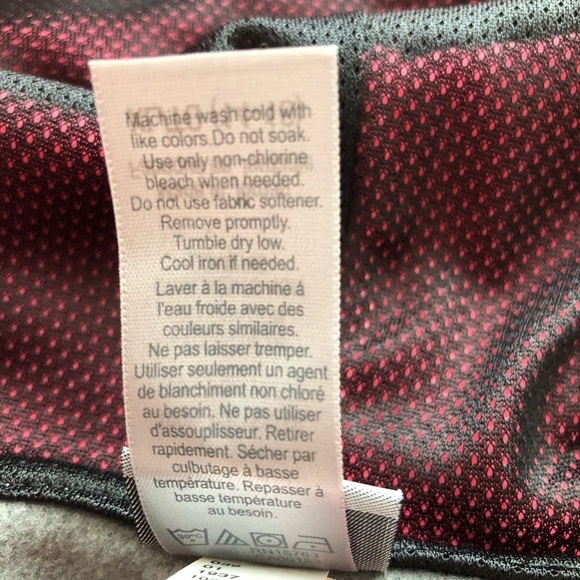 Machine wash cold with
like colors.Do not soak.
Use only non-chlorine
bleach when needed.
Do not use fabric softener.
Remove promptly.
Tumble dry low.
Cool iron if needed.
Laver à la machine á
l'eau froide avec des
couleurs similaires.
Ne pas laisser tremper.
Utiliser seulement un agent
de blanchiment non chloré
au besoin. Ne pas utiliser
d'assouplisseur. Retirer
rapidement. Sécher par
culbutage à basse
température. Repasser à
basse température
au besoin.
30°C